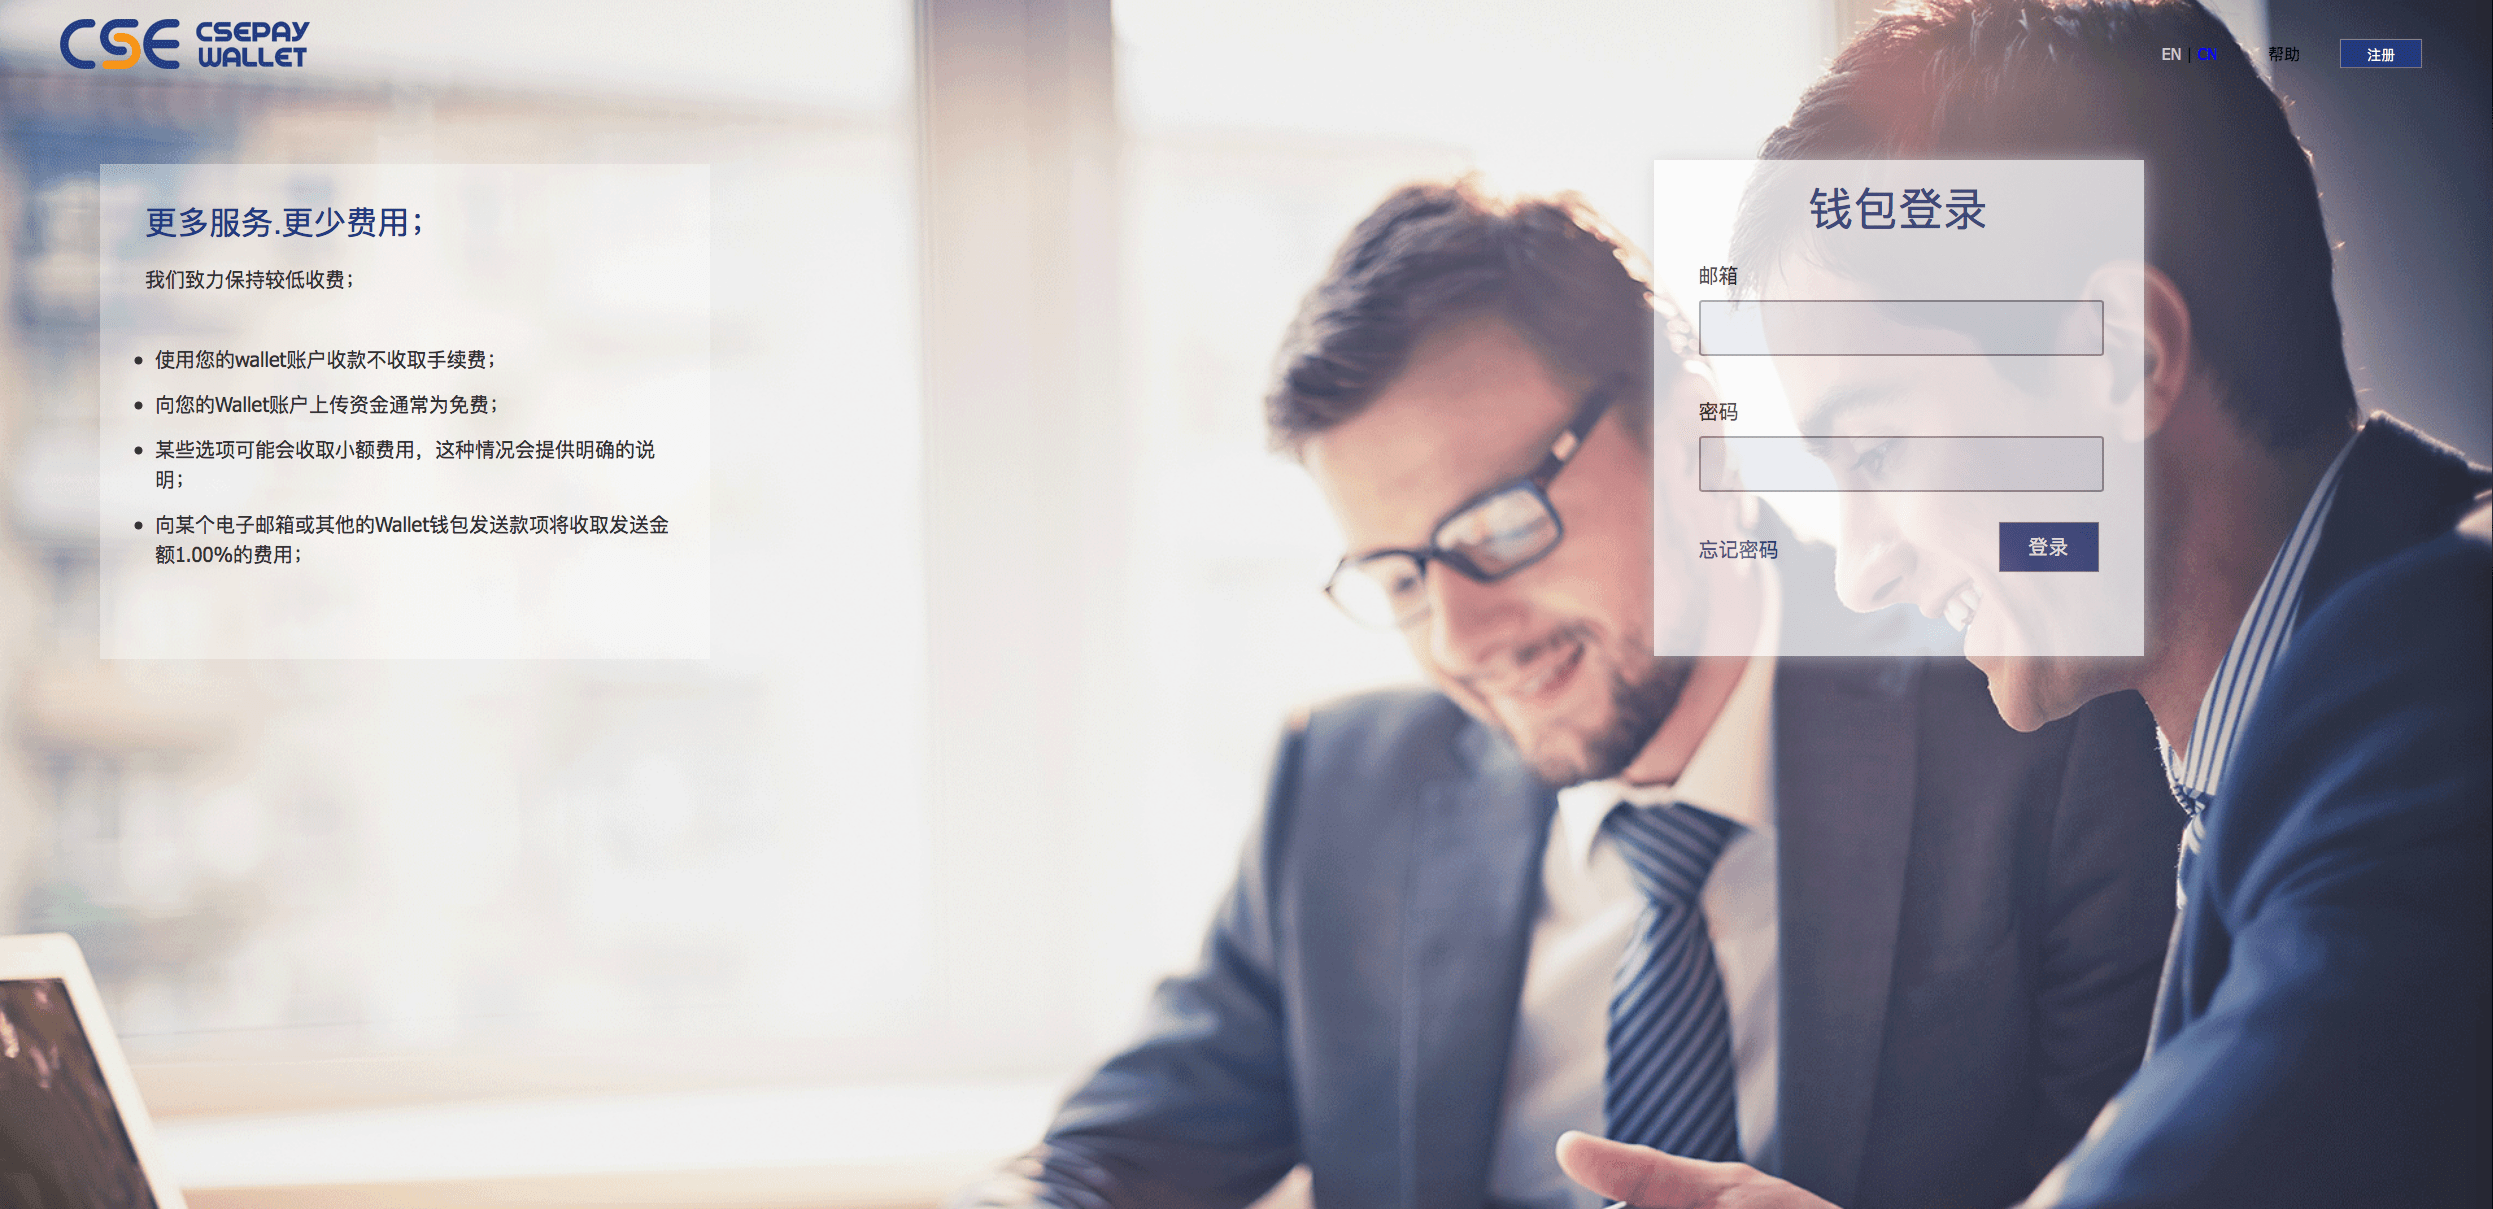 CSE CSEPAY
WALLET
EN | CN 帮助 注册
更多服务.更少费用；
我们致力保持较低收费；
使用您的wallet账户收款不收取手续费；
向您的Wallet账户上传资金通常为免费；
某些选项可能会收取小额费用，这种情况会提供明确的说
明；
向某个电子邮箱或其他的Wallet钱包发送款项将收取发送金
额1.00%的费用；
钱包登录
邮箱
密码
忘记密码 登录